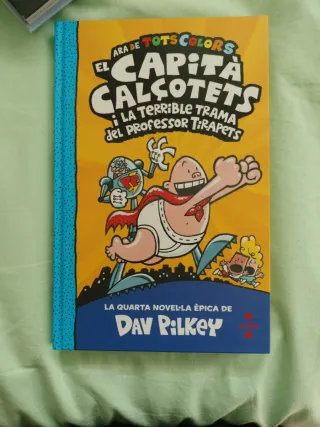 ARA DE TOTS COLORS
EL CAPITÀ
CALÇOTETS
i LA TERRIBLE TRAMA
del PROFESSOR TIRAPETS
LA QUARTA NOVEL·LA ÈPICA DE
DAV PILKEY